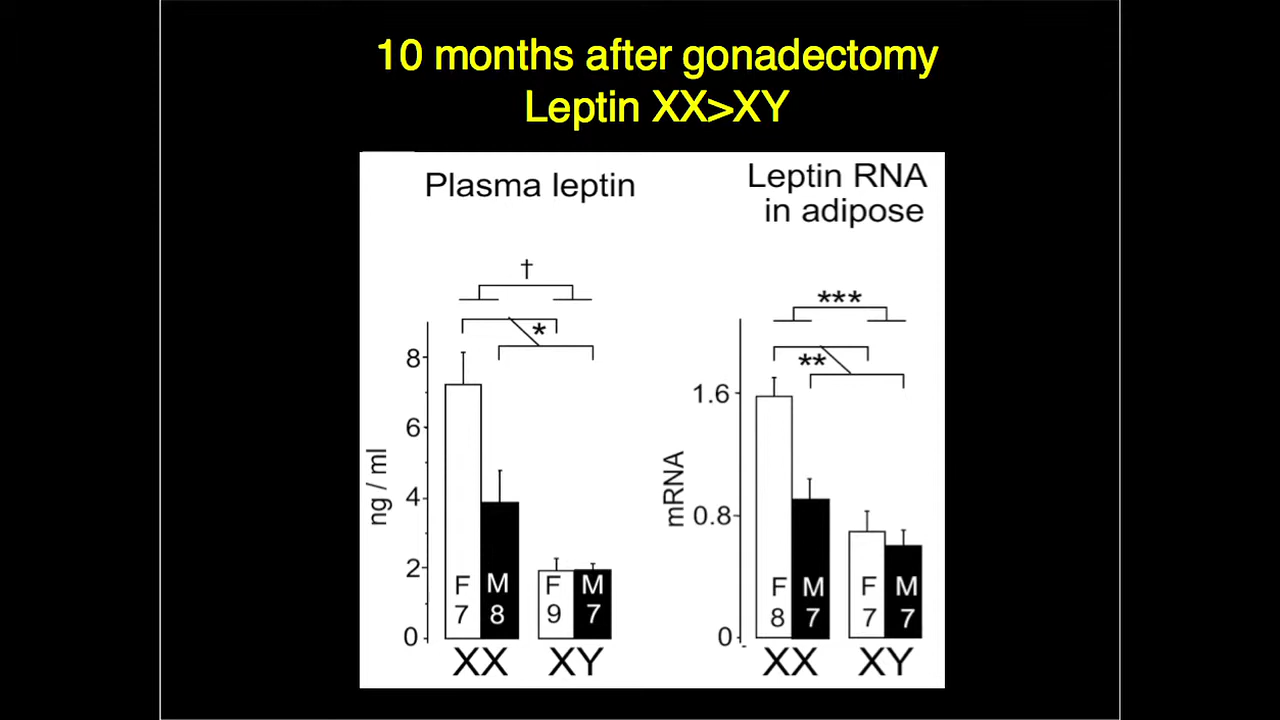 10 months after gonadectomy
Leptin XX>XY
Plasma leptin
†
*
8
6
4
2
0
ng / ml
F M F M
7 8 9 7
XX XY
Leptin RNA
in adipose
***
**
1.6
0.8
0
mRNA
F M F M
8 7 7 7
XX XY